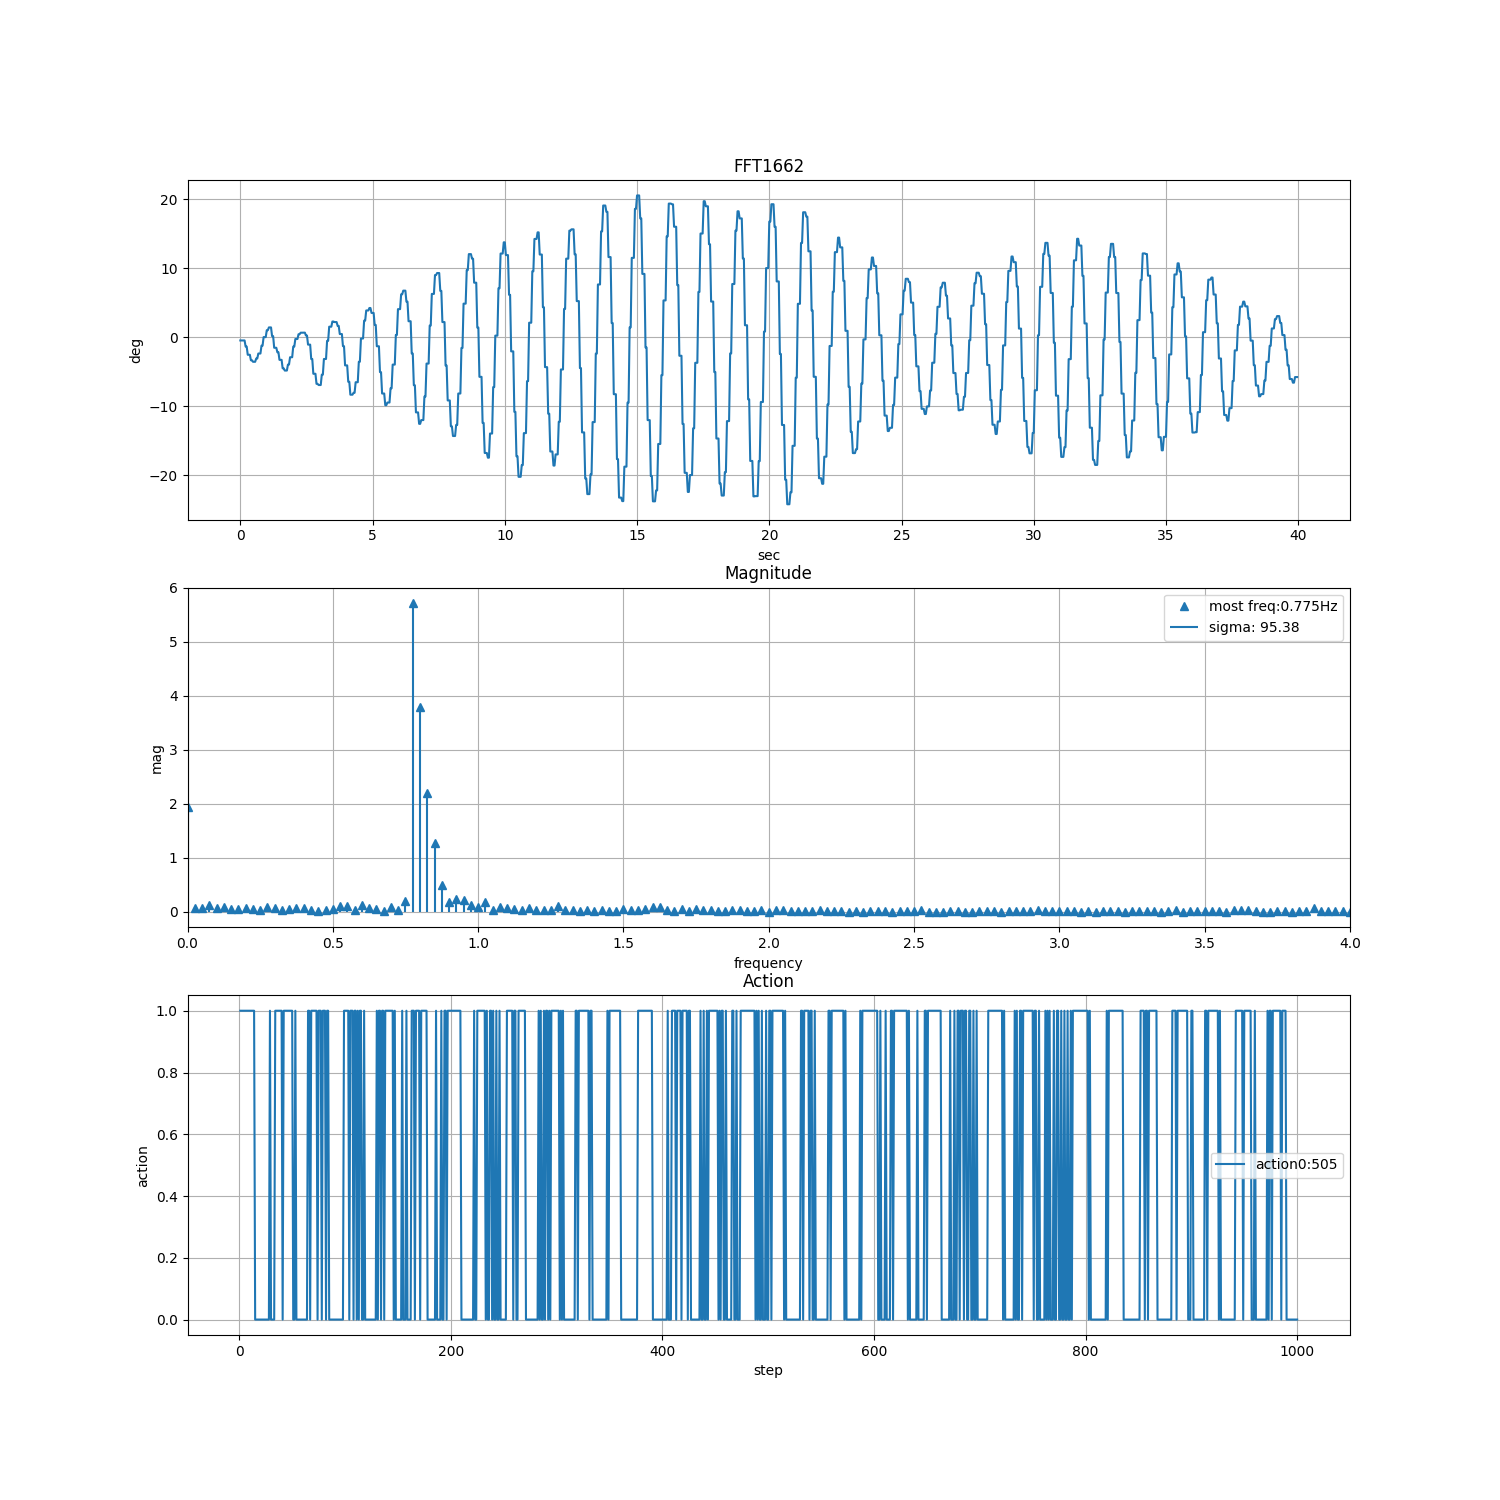 FFT1662
20
10
0
−10
−20
deg
0 5 10 15 20 25 30 35 40
sec
Magnitude
6
5
4
3
2
1
0
mag
most freq:0.775Hz
sigma: 95.38
0.0 0.5 1.0 1.5 2.0 2.5 3.0 3.5 4.0
frequency
Action
1.0
0.8
0.6
0.4
0.2
0.0
action
action0:505
0 200 400 600 800 1000
step